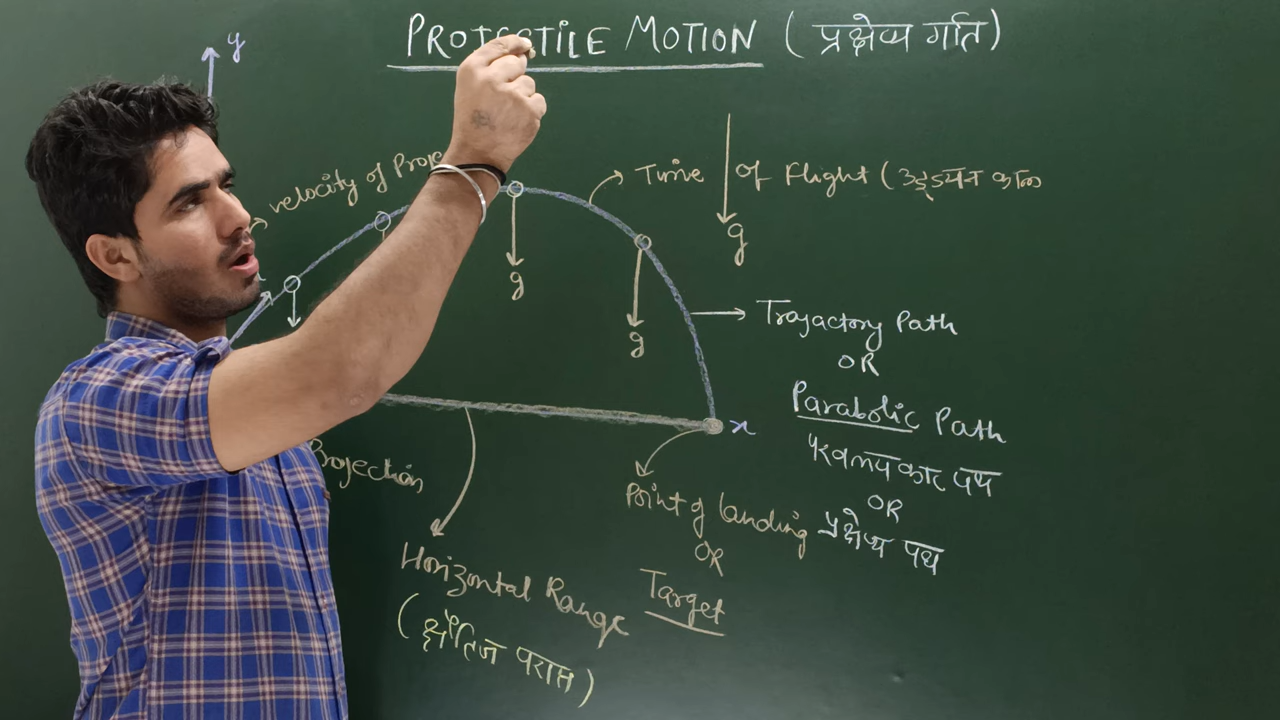 PROJECTILE MOTION (प्रक्षेप्य गति)
y
velocity of Proje
Time of Flight (उड्डयन काल
g
g
g
Trajactory Path
OR
Parabolic Path
परवलयकार पथ
OR
प्रक्षेप्य पथ
x
Projection
Point of landing
OR
Target
Horizontal Range
(क्षैतिज परास)